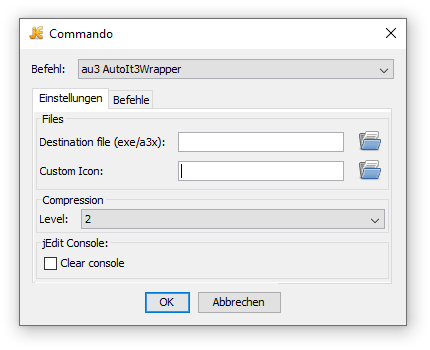 Commando
Befehl: au3 AutoIt3Wrapper
Einstellungen Befehle
Files
Destination file (exe/a3x):
Custom Icon:
Compression
Level: 2
jEdit Console:
Clear console
OK Abbrechen